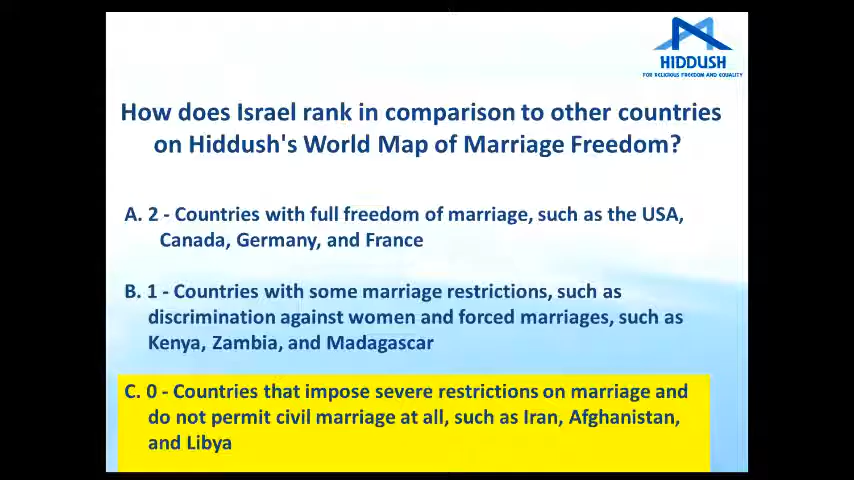 HIDDUSH
FOR RELIGIOUS FREEDOM AND EQUALITY
How does Israel rank in comparison to other countries
on Hiddush's World Map of Marriage Freedom?
A. 2 - Countries with full freedom of marriage, such as the USA,
Canada, Germany, and France
B. 1 - Countries with some marriage restrictions, such as
discrimination against women and forced marriages, such as
Kenya, Zambia, and Madagascar
C. 0 - Countries that impose severe restrictions on marriage and
do not permit civil marriage at all, such as Iran, Afghanistan,
and Libya